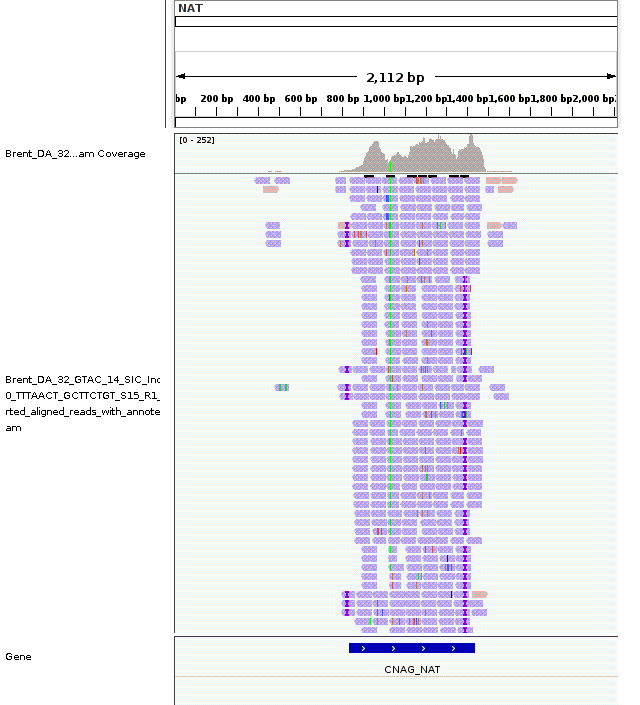 NAT
2,112 bp
bp 200 bp 400 bp 600 bp 800 bp 1,000 bp 1,200 bp 1,400 bp 1,600 bp 1,800 bp 2,000 bp
[0 - 252]
Brent_DA_32...am Coverage
Brent_DA_32_GTAC_14_SIC_Inc
0_TTTAACT_GCTTCTGT_S15_R1_
rted_aligned_reads_with_annote
am
Gene
CNAG_NAT